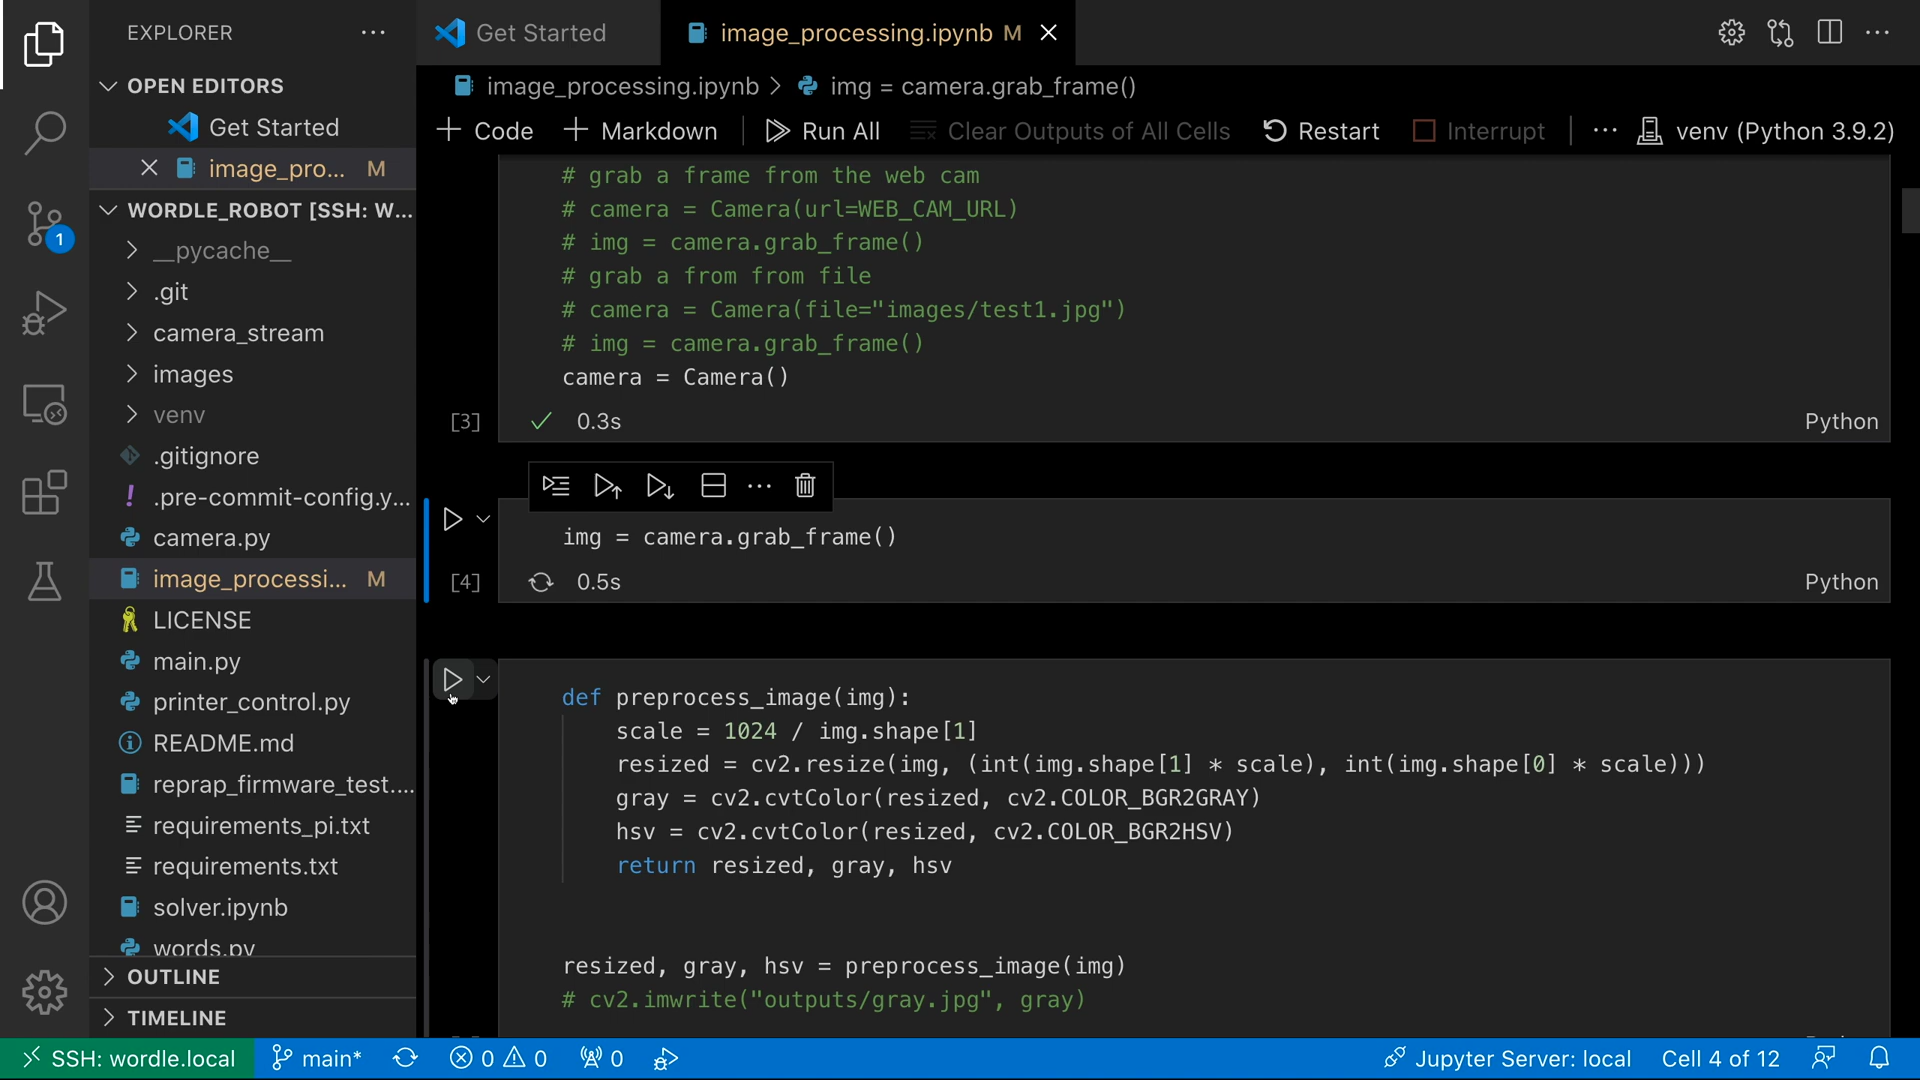 EXPLORER
Get Started
image_processing.ipynb M
OPEN EDITORS
Get Started
image_pro... M
WORDLE_ROBOT [SSH: W...
__pycache__
.git
camera_stream
images
venv
.gitignore
.pre-commit-config.y...
camera.py
image_processi... M
LICENSE
main.py
printer_control.py
README.md
reprap_firmware_test....
requirements_pi.txt
requirements.txt
solver.ipynb
words.py
OUTLINE
TIMELINE
image_processing.ipynb > img = camera.grab_frame()
+ Code + Markdown Run All Clear Outputs of All Cells Restart Interrupt ... venv (Python 3.9.2)
# grab a frame from the web cam
# camera = Camera(url=WEB_CAM_URL)
# img = camera.grab_frame()
# grab a from from file
# camera = Camera(file="images/test1.jpg")
# img = camera.grab_frame()
camera = Camera()
[3] 0.3s Python
img = camera.grab_frame()
[4] 0.5s Python
def preprocess_image(img):
scale = 1024 / img.shape[1]
resized = cv2.resize(img, (int(img.shape[1] * scale), int(img.shape[0] * scale)))
gray = cv2.cvtColor(resized, cv2.COLOR_BGR2GRAY)
hsv = cv2.cvtColor(resized, cv2.COLOR_BGR2HSV)
return resized, gray, hsv
resized, gray, hsv = preprocess_image(img)
# cv2.imwrite("outputs/gray.jpg", gray)
1
SSH: wordle.local main* 0 0 0 Jupyter Server: local Cell 4 of 12